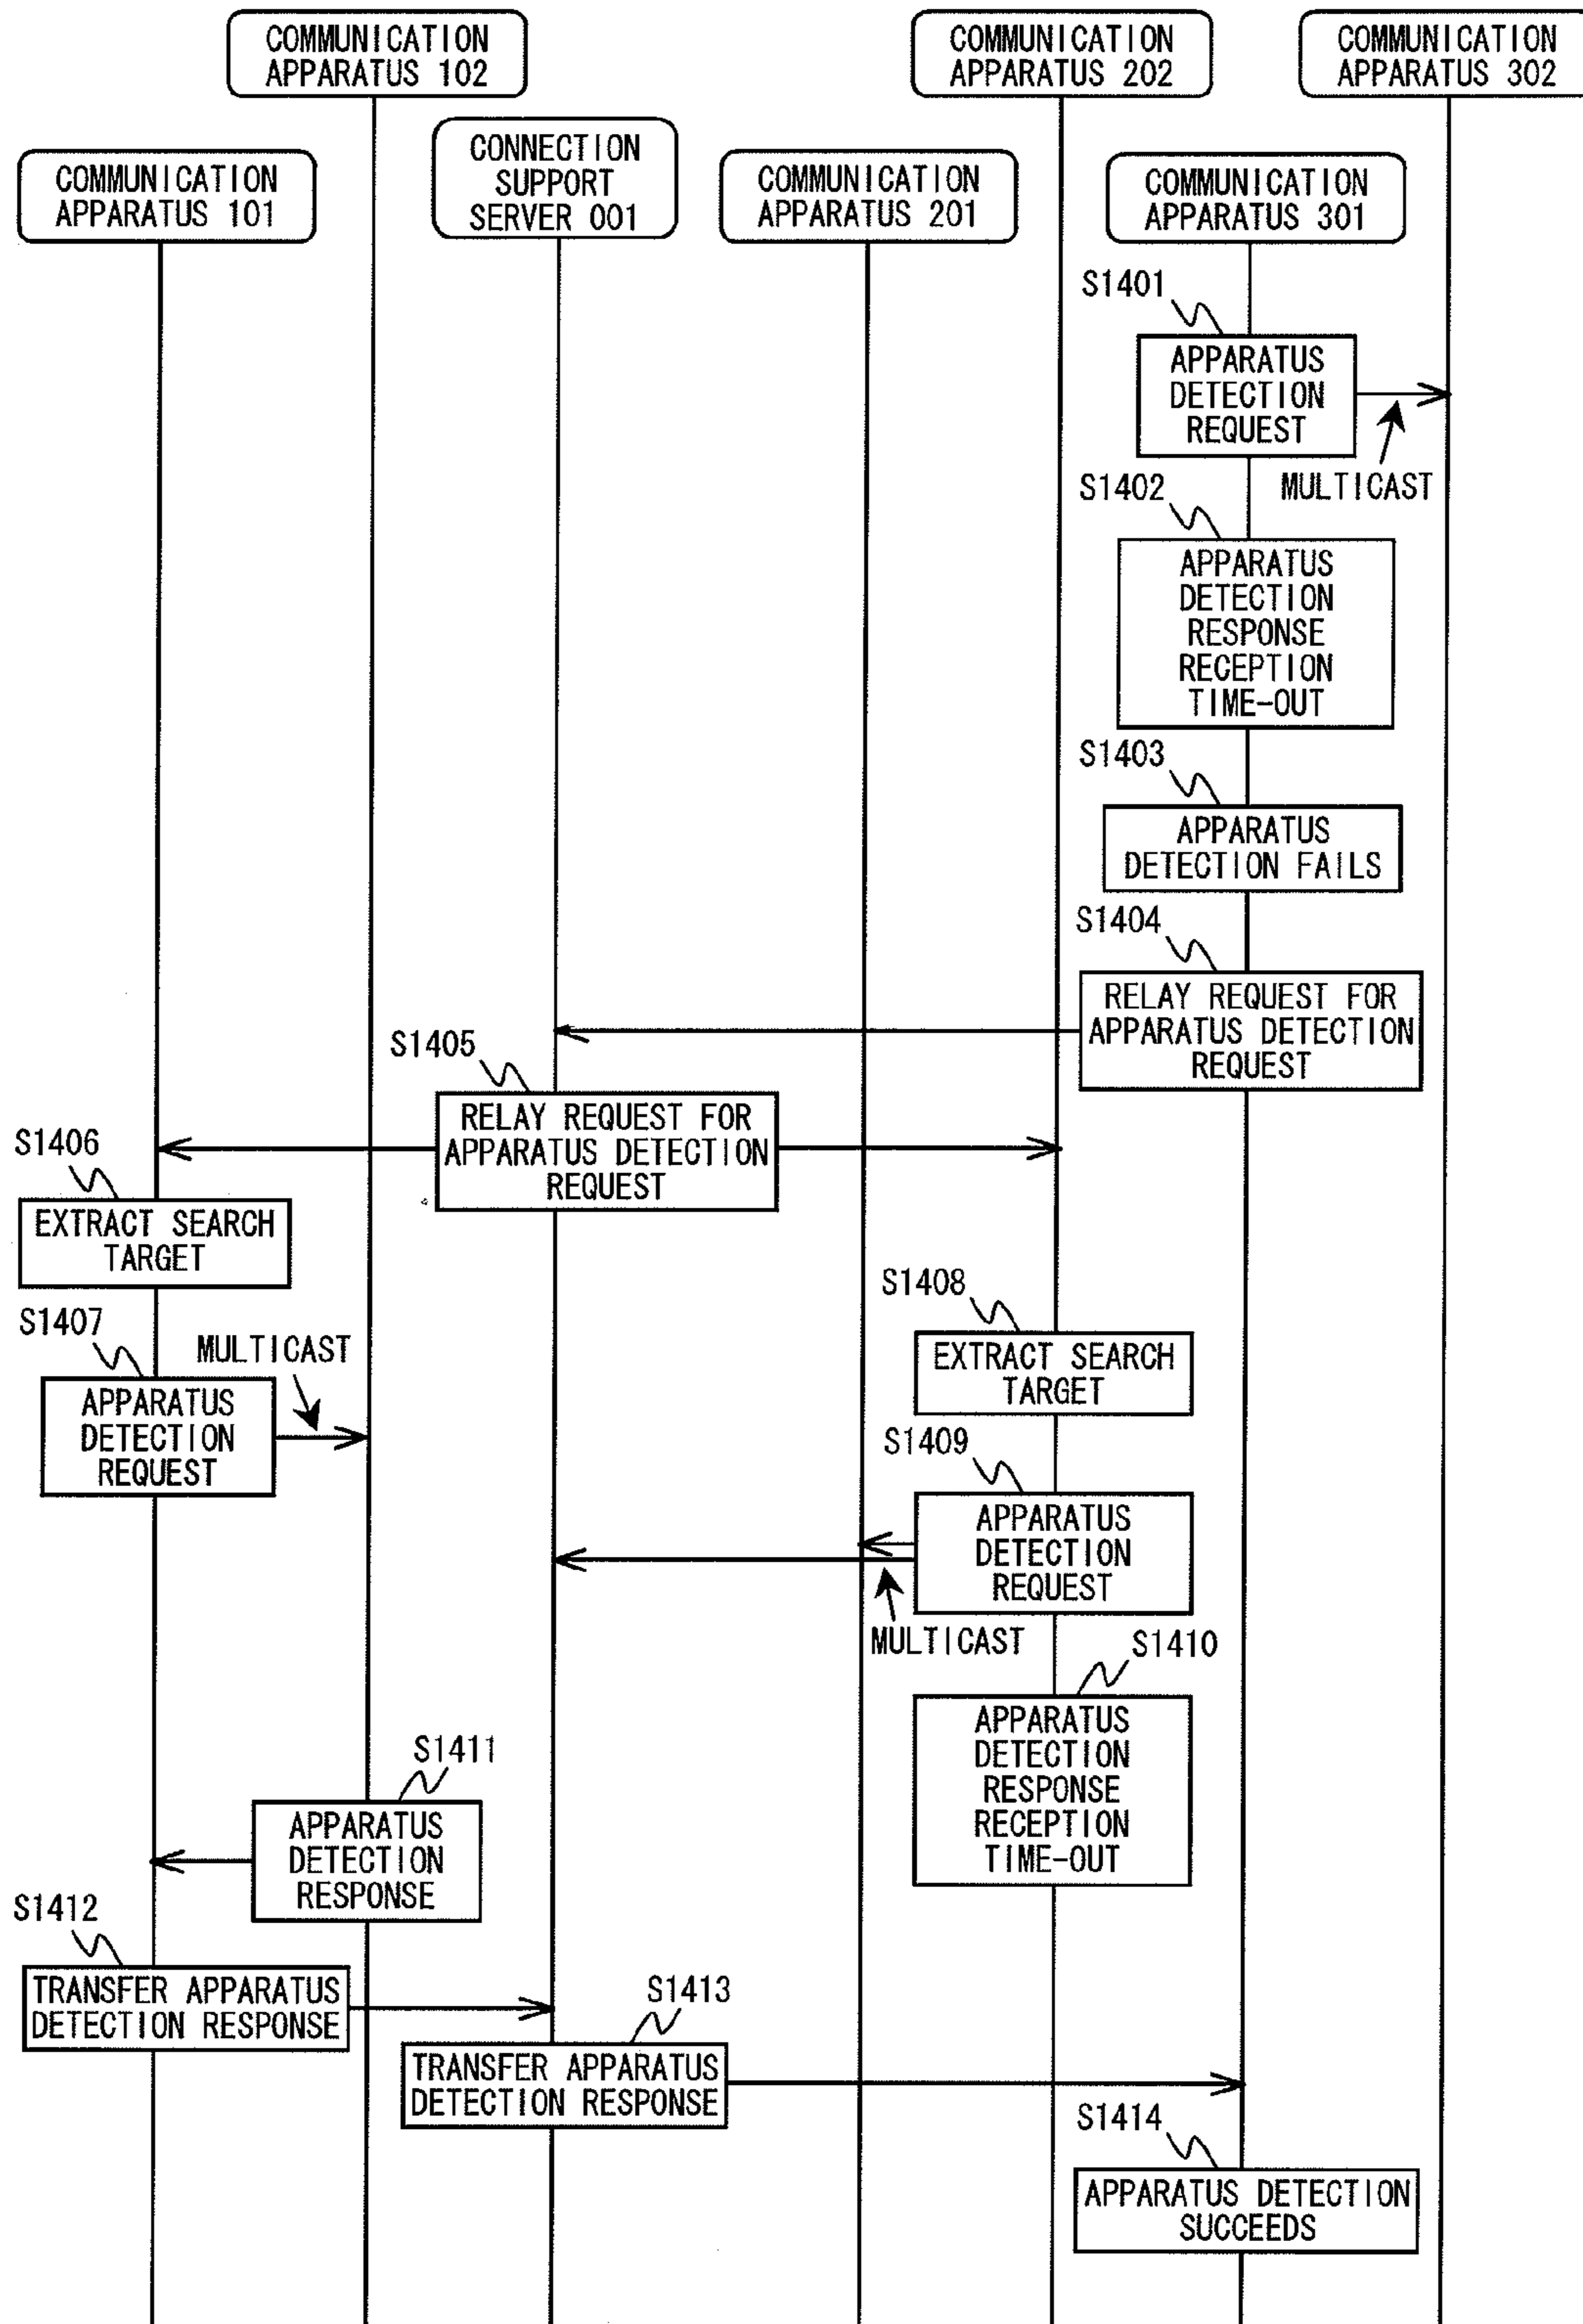 COMMUNICATION
APPARATUS 102
COMMUNICATION
APPARATUS 202
COMMUNICATION
APPARATUS 302
COMMUNICATION
APPARATUS 101
CONNECTION
SUPPORT
SERVER 001
COMMUNICATION
APPARATUS 201
COMMUNICATION
APPARATUS 301
S1401
APPARATUS
DETECTION
REQUEST
MULTICAST
S1402
APPARATUS
DETECTION
RESPONSE
RECEPTION
TIME-OUT
S1403
APPARATUS
DETECTION FAILS
S1404
RELAY REQUEST FOR
APPARATUS DETECTION
REQUEST
S1405
RELAY REQUEST FOR
APPARATUS DETECTION
REQUEST
S1406
EXTRACT SEARCH
TARGET
S1407
MULTICAST
APPARATUS
DETECTION
REQUEST
S1408
EXTRACT SEARCH
TARGET
S1409
APPARATUS
DETECTION
REQUEST
MULTICAST
S1410
APPARATUS
DETECTION
RESPONSE
RECEPTION
TIME-OUT
S1411
APPARATUS
DETECTION
RESPONSE
S1412
TRANSFER APPARATUS
DETECTION RESPONSE
S1413
TRANSFER APPARATUS
DETECTION RESPONSE
S1414
APPARATUS DETECTION
SUCCEEDS